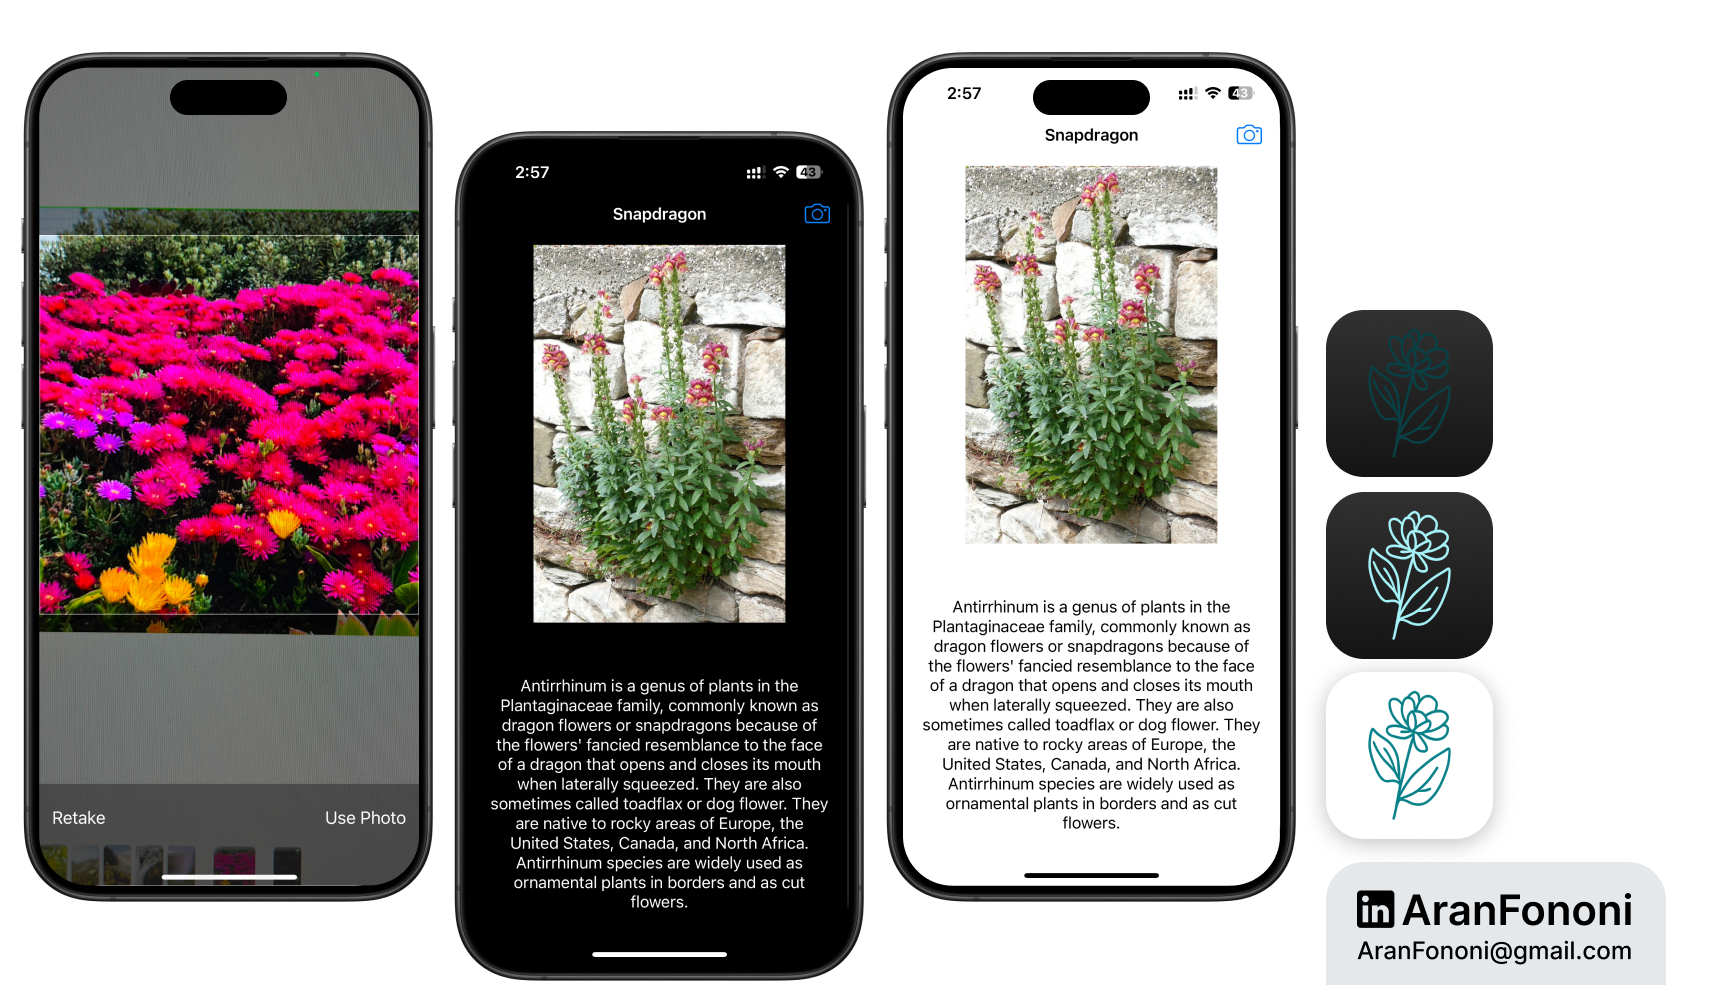 Retake
Use Photo
2:57
43
Snapdragon
Antirrhinum is a genus of plants in the
Plantaginaceae family, commonly known as
dragon flowers or snapdragons because of
the flowers' fancied resemblance to the face
of a dragon that opens and closes its mouth
when laterally squeezed. They are also
sometimes called toadflax or dog flower. They
are native to rocky areas of Europe, the
United States, Canada, and North Africa.
Antirrhinum species are widely used as
ornamental plants in borders and as cut
flowers.
2:57
43
Snapdragon
Antirrhinum is a genus of plants in the
Plantaginaceae family, commonly known as
dragon flowers or snapdragons because of
the flowers' fancied resemblance to the face
of a dragon that opens and closes its mouth
when laterally squeezed. They are also
sometimes called toadflax or dog flower. They
are native to rocky areas of Europe, the
United States, Canada, and North Africa.
Antirrhinum species are widely used as
ornamental plants in borders and as cut
flowers.
in AranFononi
AranFononi@gmail.com